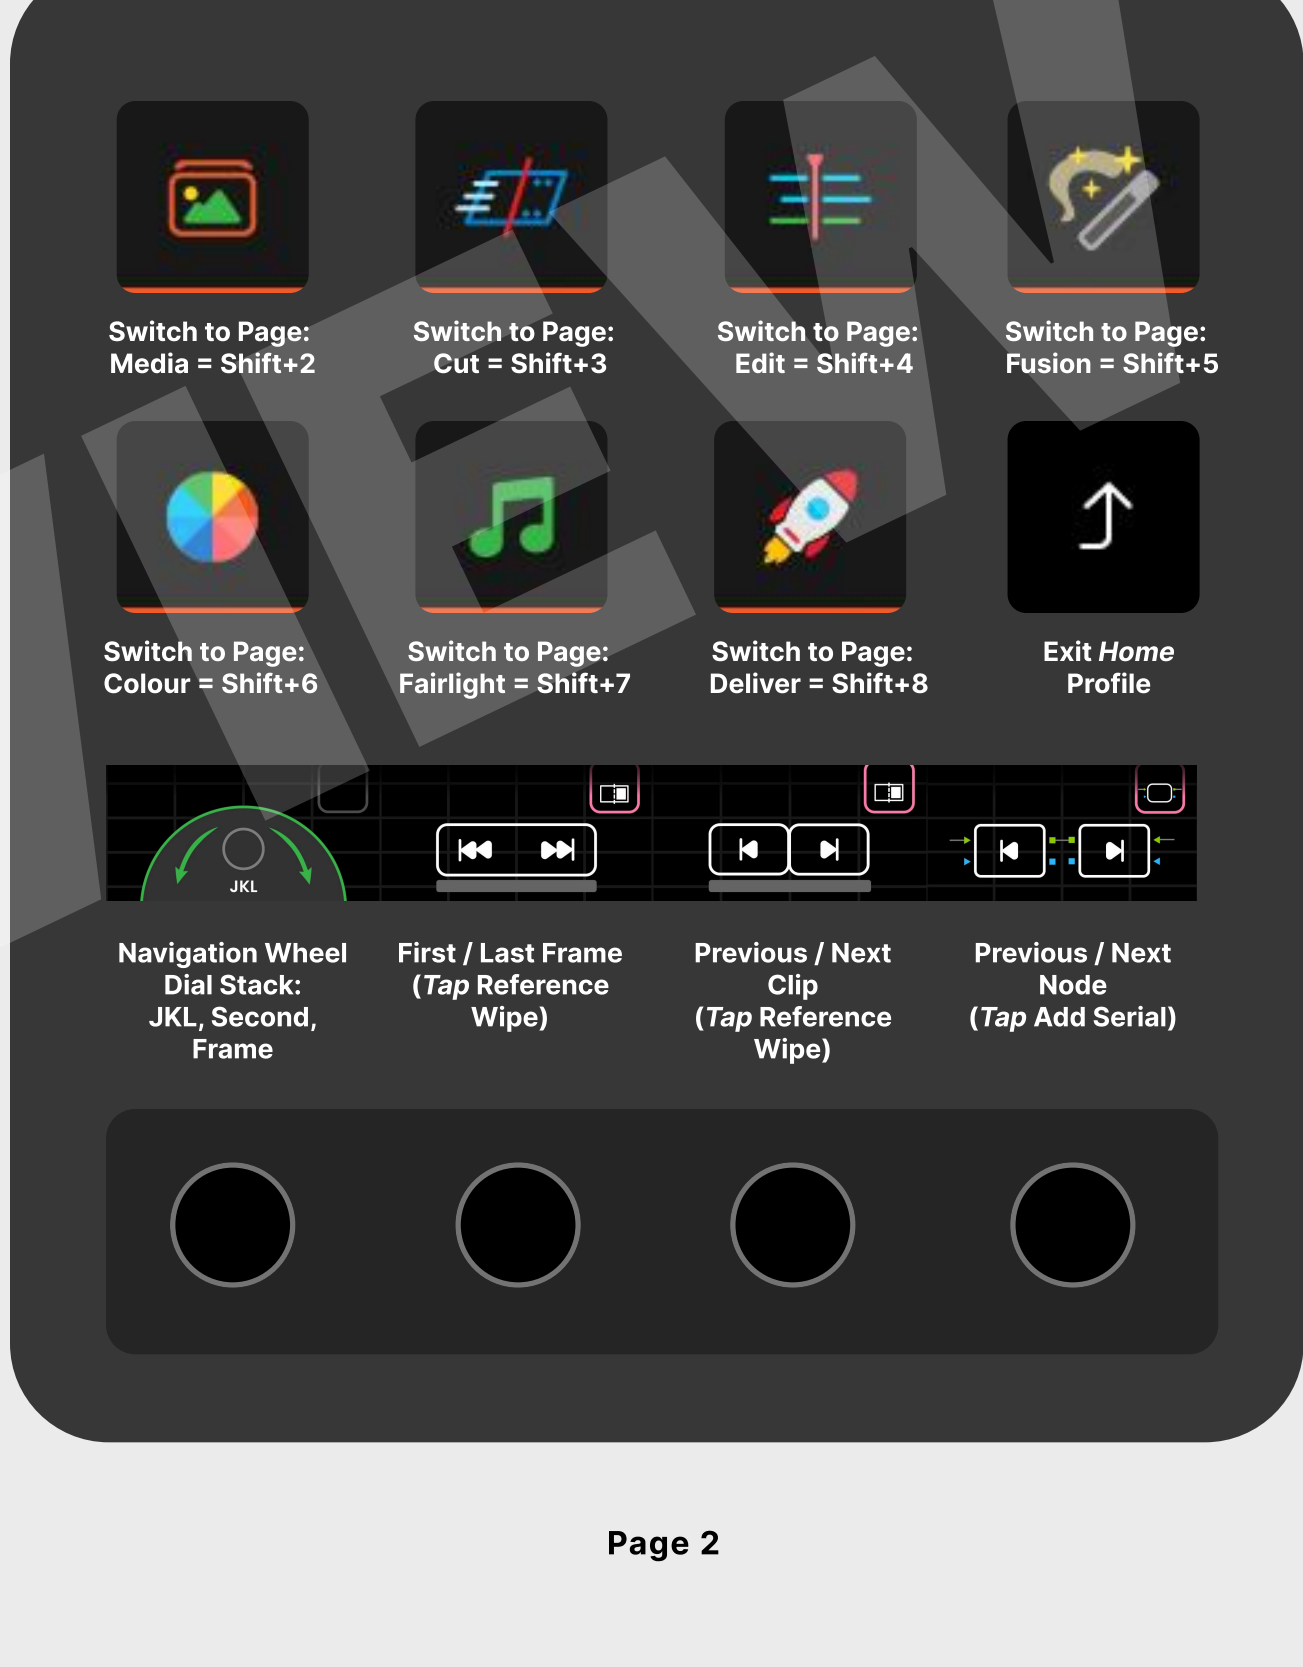 Switch to Page:
Media = Shift+2
Switch to Page:
Cut = Shift+3
Switch to Page:
Edit = Shift+4
Switch to Page:
Fusion = Shift+5
Switch to Page:
Colour = Shift+6
Switch to Page:
Fairlight = Shift+7
Switch to Page:
Deliver = Shift+8
Exit Home
Profile
JKL
Navigation Wheel
Dial Stack:
JKL, Second,
Frame
First / Last Frame
(Tap Reference
Wipe)
Previous / Next
Clip
(Tap Reference
Wipe)
Previous / Next
Node
(Tap Add Serial)
Page 2
IEW